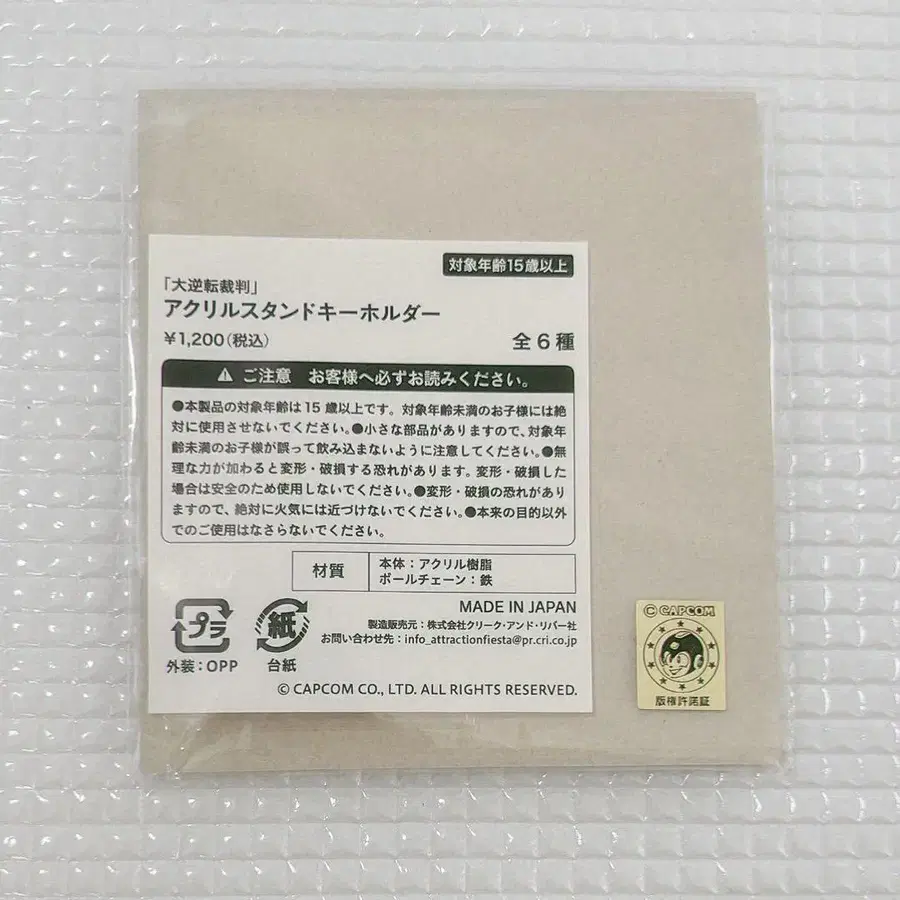 対象年齢15歳以上
「大逆転裁判」
アクリルスタンドキーホルダー
¥1,200(税込)
全6種
⚠ ご注意 お客様へ必ずお読みください。
●本製品の対象年齢は15歳以上です。対象年齢未満のお子様には絶
対に使用させないでください。●小さな部品がありますので、対象年
齢未満のお子様が誤って飲み込まないように注意してください。●無
理な力が加わると変形・破損する恐れがあります。変形・破損した
場合は安全のため使用しないでください。●変形・破損の恐れがあり
ますので、絶対に火気には近づけないでください。●本来の目的以外
でのご使用はなさらないでください。
材質
本体：アクリル樹脂
ボールチェーン：鉄
MADE IN JAPAN
製造販売元：株式会社クリーク・アンド・リバー社
お問い合わせ先：info_attractionfiesta@pr.cri.co.jp
プラ
外装：OPP
紙
台紙
© CAPCOM CO., LTD. ALL RIGHTS RESERVED.
© CAPCOM
版権許諾証